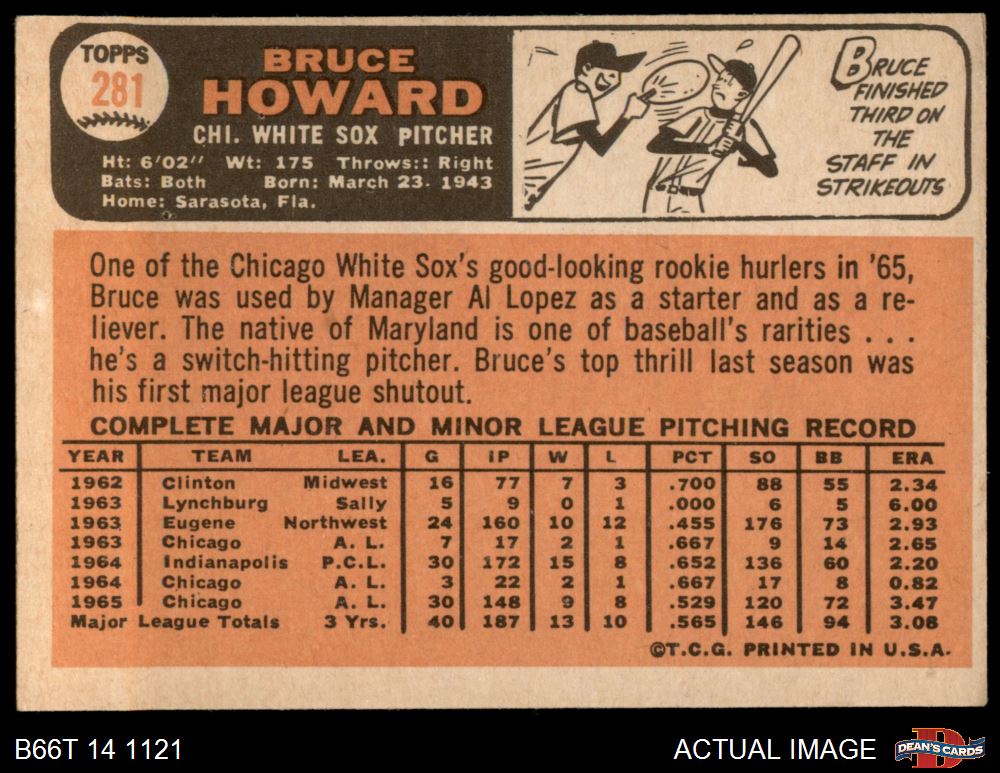 TOPPS
281
BRUCE
HOWARD
CHI. WHITE SOX PITCHER
Ht: 6'02" Wt: 175 Throws:: Right
Bats: Both Born: March 23. 1943
Home: Sarasota, Fla.
BRUCE
FINISHED
THIRD ON
THE
STAFF IN
STRIKEOUTS
One of the Chicago White Sox's good-looking rookie hurlers in '65,
Bruce was used by Manager Al Lopez as a starter and as a re-
liever. The native of Maryland is one of baseball's rarities . . .
he's a switch-hitting pitcher. Bruce's top thrill last season was
his first major league shutout.
COMPLETE MAJOR AND MINOR LEAGUE PITCHING RECORD
YEAR TEAM LEA. G IP W L PCT SO BB ERA
1962 Clinton Midwest 16 77 7 3 .700 88 55 2.34
1963 Lynchburg Sally 5 9 0 1 .000 6 5 6.00
1963 Eugene Northwest 24 160 10 12 .455 176 73 2.93
1963 Chicago A. L. 7 17 2 1 .667 9 14 2.65
1964 Indianapolis P.C.L. 30 172 15 8 .652 136 60 2.20
1964 Chicago A. L. 3 22 2 1 .667 17 8 0.82
1965 Chicago A. L. 30 148 9 8 .529 120 72 3.47
Major League Totals 3 Yrs. 40 187 13 10 .565 146 94 3.08
©T.C.G. PRINTED IN U.S.A.
B66T 14 1121
ACTUAL IMAGE
DEAN'S CARDS